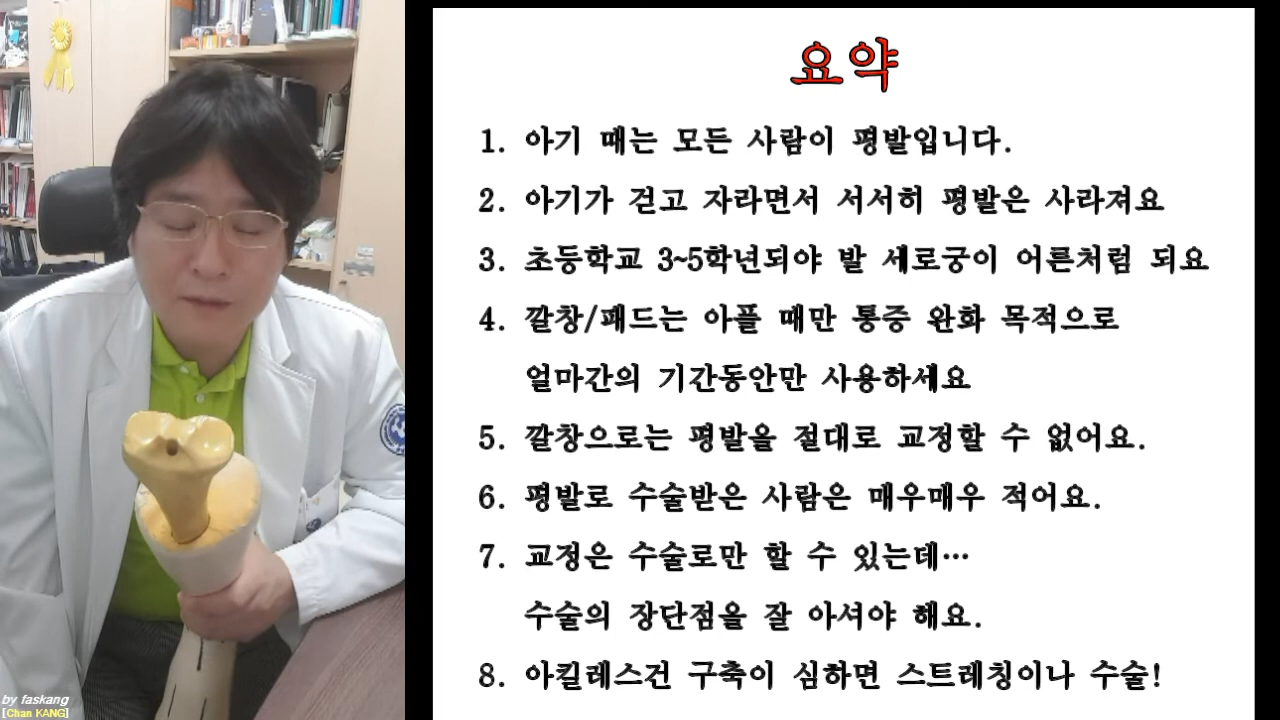 요약
1. 아기 때는 모든 사람이 평발입니다.
2. 아기가 걷고 자라면서 서서히 평발은 사라져요
3. 초등학교 3~5학년되야 발 세로궁이 어른처럼 되요
4. 깔창/패드는 아플 때만 통증 완화 목적으로
얼마간의 기간동안만 사용하세요
5. 깔창으로는 평발을 절대로 교정할 수 없어요.
6. 평발로 수술받은 사람은 매우매우 적어요.
7. 교정은 수술로만 할 수 있는데…
수술의 장단점을 잘 아셔야 해요.
8. 아킬레스건 구축이 심하면 스트레칭이나 수술!
by faskang
[Chan KANG]